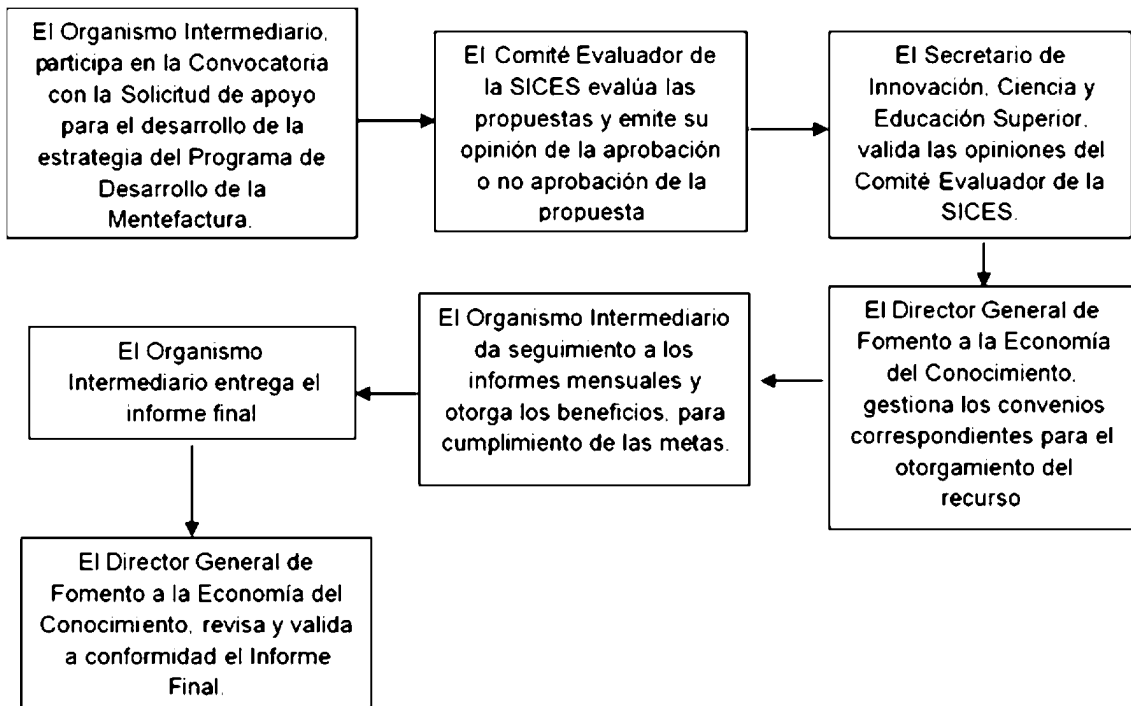 El Organismo Intermediario,
participa en la Convocatoria
con la Solicitud de apoyo
para el desarrollo de la
estrategia del Programa de
Desarrollo de la
Mentefactura.
El Comité Evaluador de
la SICES evalúa las
propuestas y emite su
opinión de la aprobación
o no aprobación de la
propuesta
El Secretario de
Innovación, Ciencia y
Educación Superior,
valida las opiniones del
Comité Evaluador de la
SICES.
El Director General de
Fomento a la Economía
del Conocimiento,
gestiona los convenios
correspondientes para el
otorgamiento del
recurso
El Organismo Intermediario
da seguimiento a los
informes mensuales y
otorga los beneficios, para
cumplimiento de las metas.
El Organismo
Intermediario entrega el
informe final
El Director General de
Fomento a la Economía del
Conocimiento, revisa y valida
a conformidad el Informe
Final.